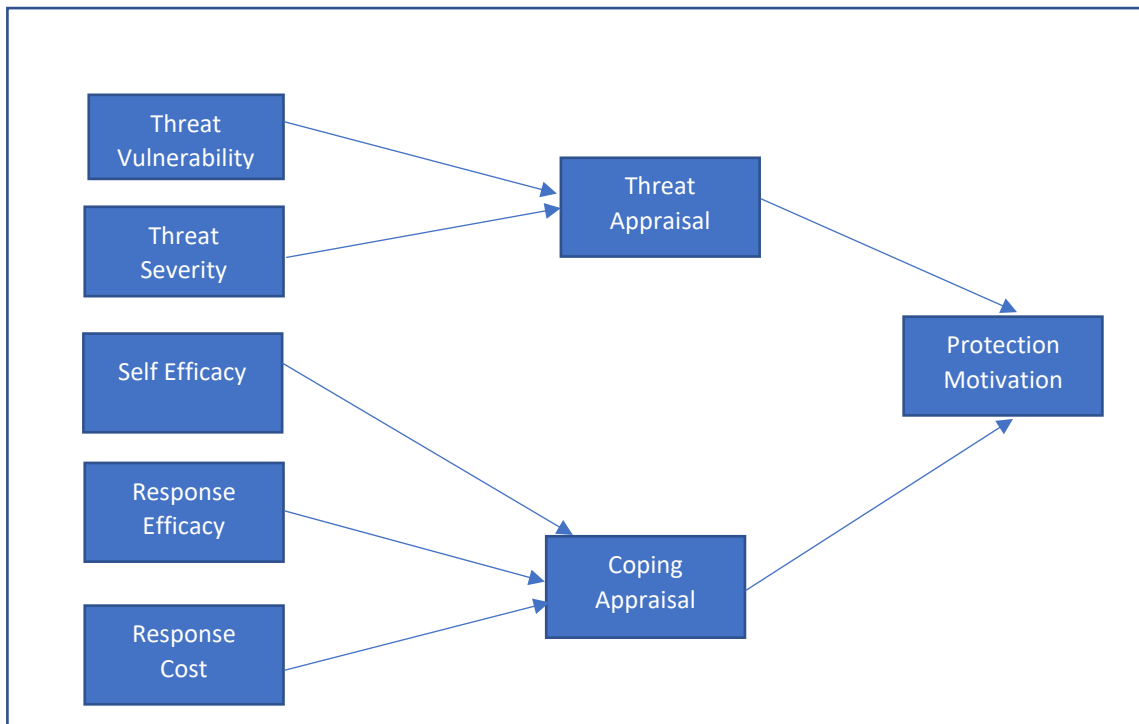 Threat
Vulnerability
Threat
Severity
Self Efficacy
Response
Efficacy
Response
Cost
Threat
Appraisal
Coping
Appraisal
Protection
Motivation